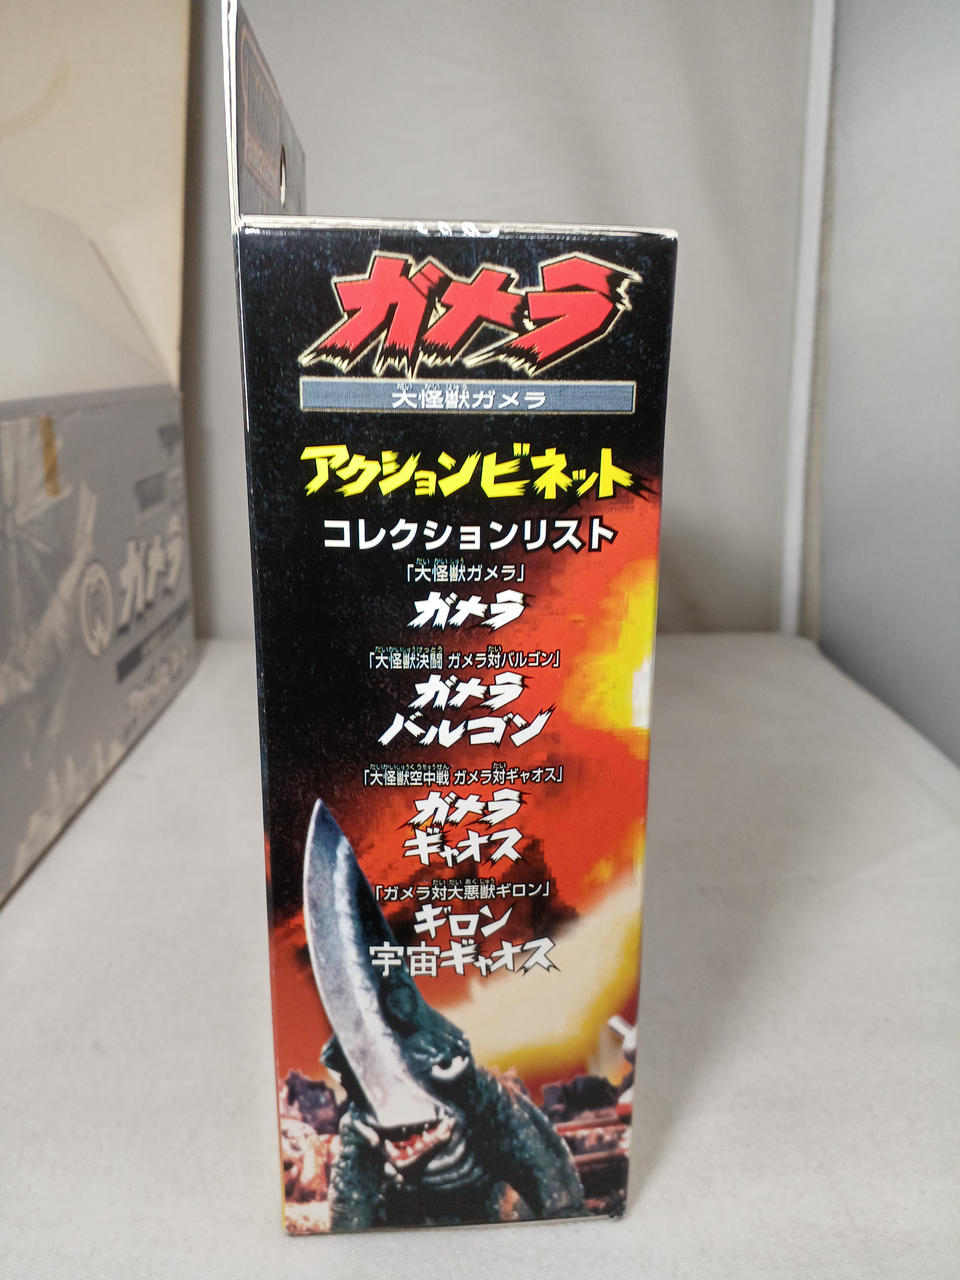 ガメラ
大怪獣ガメラ
アクションビネット
コレクションリスト
「大怪獣ガメラ」
ガメラ
「大怪獣決闘 ガメラ対バルゴン」
ガメラ
バルゴン
「大怪獣空中戦 ガメラ対ギャオス」
ガメラ
ギャオス
「ガメラ対大悪獣ギロン」
ギロン
宇宙ギャオス
ガメラ